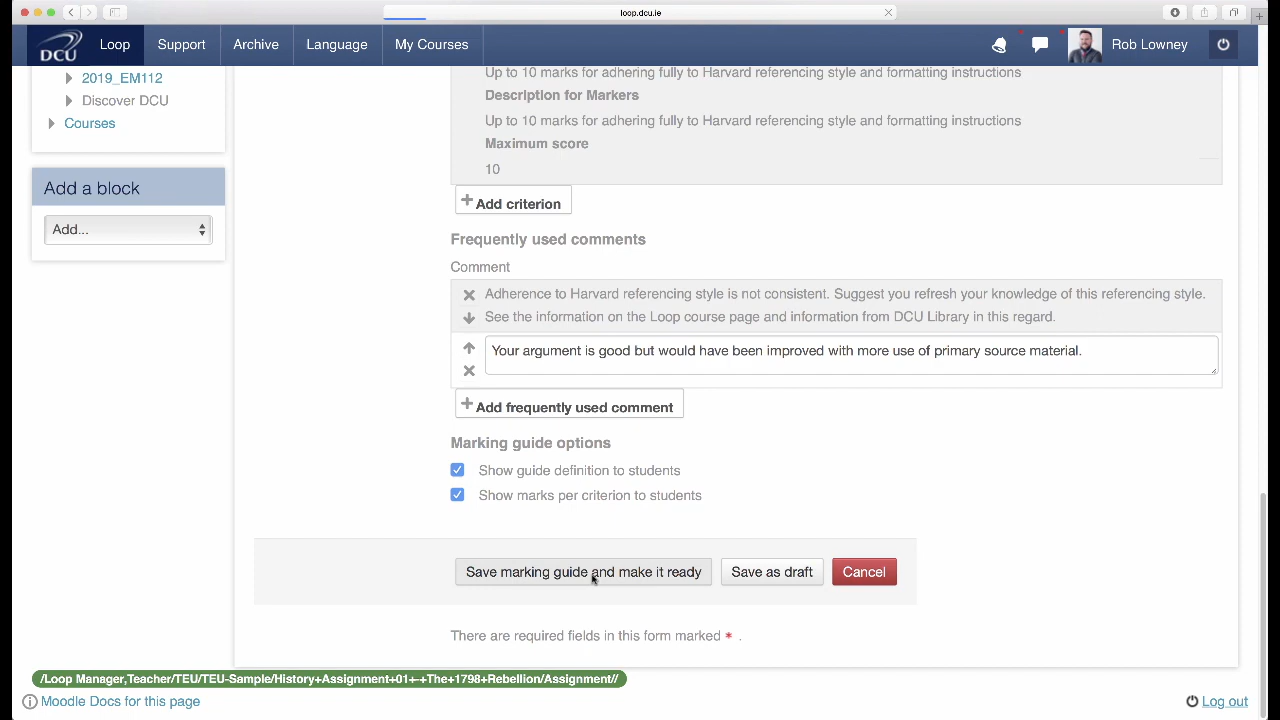 loop.dcu.ie
DCU Loop Support Archive Language My Courses Rob Lowney
2019_EM112
Discover DCU
Courses
Add a block
Add...
Up to 10 marks for adhering fully to Harvard referencing style and formatting instructions
Description for Markers
Up to 10 marks for adhering fully to Harvard referencing style and formatting instructions
Maximum score
10
+ Add criterion
Frequently used comments
Comment
Adherence to Harvard referencing style is not consistent. Suggest you refresh your knowledge of this referencing style.
See the information on the Loop course page and information from DCU Library in this regard.
Your argument is good but would have been improved with more use of primary source material.
+ Add frequently used comment
Marking guide options
Show guide definition to students
Show marks per criterion to students
Save marking guide and make it ready Save as draft Cancel
There are required fields in this form marked * .
/Loop Manager,Teacher/TEU/TEU-Sample/History+Assignment+01+-+The+1798+Rebellion/Assignment//
Moodle Docs for this page
Log out